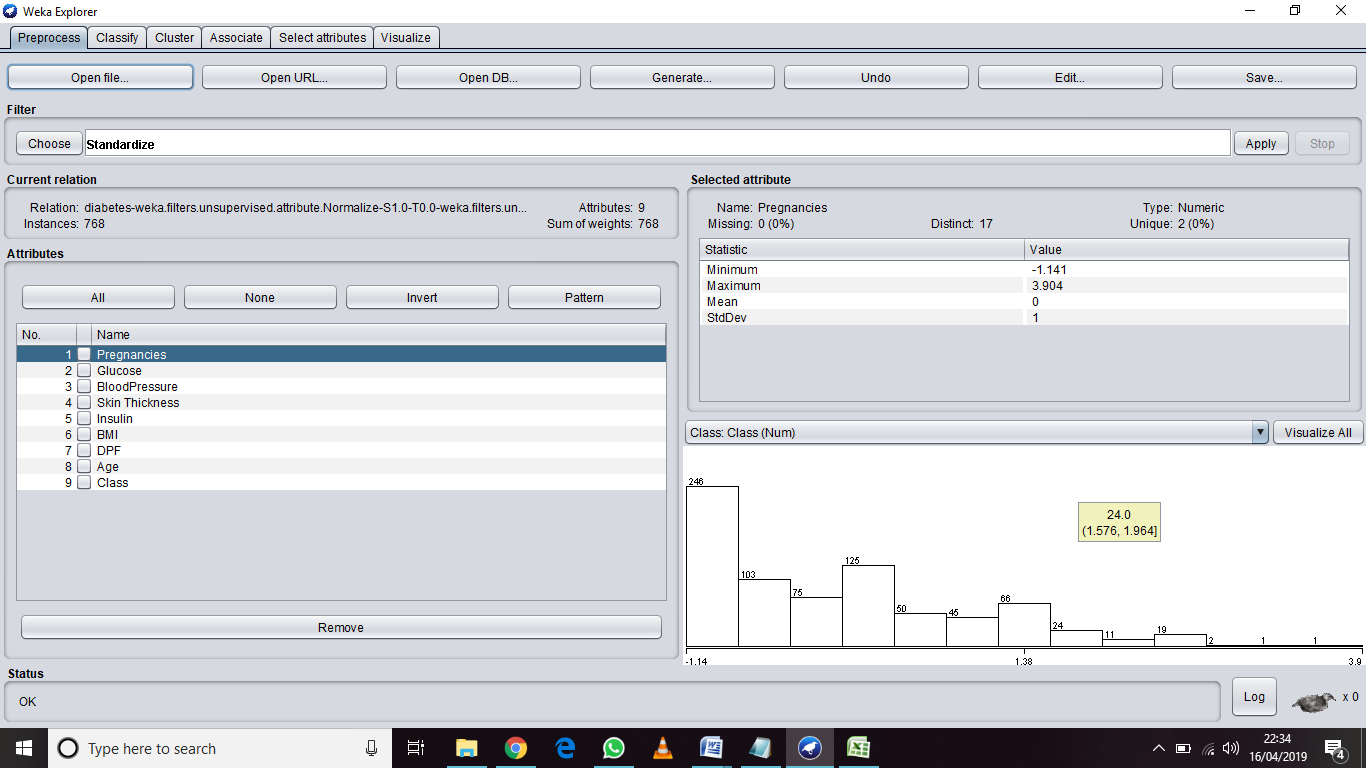 Weka Explorer
Preprocess Classify Cluster Associate Select attributes Visualize
Open file... Open URL... Open DB... Generate... Undo Edit... Save...
Filter
Choose Standardize Apply Stop
Current relation
Relation: diabetes-weka.filters.unsupervised.attribute.Normalize-S1.0-T0.0-weka.filters.un... Attributes: 9
Instances: 768 Sum of weights: 768
Attributes
All None Invert Pattern
No. Name
1 Pregnancies
2 Glucose
3 BloodPressure
4 Skin Thickness
5 Insulin
6 BMI
7 DPF
8 Age
9 Class
Remove
Selected attribute
Name: Pregnancies Type: Numeric
Missing: 0 (0%) Distinct: 17 Unique: 2 (0%)
Statistic Value
Minimum -1.141
Maximum 3.904
Mean 0
StdDev 1
Class: Class (Num) Visualize All
24.0
(1.576, 1.964]
246 103 75 125 50 45 66 24 11 19 2 1 1
-1.14 1.38 3.9
Status
OK Log x 0
Type here to search
22:34
16/04/2019
4